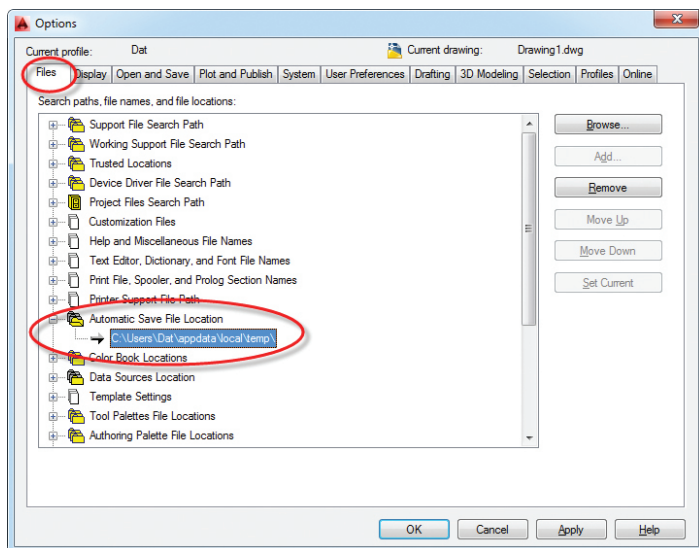 Options
Current profile: Dat Current drawing: Drawing1.dwg
Files Display Open and Save Plot and Publish System User Preferences Drafting 3D Modeling Selection Profiles Online
Search paths, file names, and file locations:
Support File Search Path
Working Support File Search Path
Trusted Locations
Device Driver File Search Path
Project Files Search Path
Customization Files
Help and Miscellaneous File Names
Text Editor, Dictionary, and Font File Names
Print File, Spooler, and Prolog Section Names
Printer Support File Path
Automatic Save File Location
C:\Users\Dat\appdata\local\temp\
Color Book Locations
Data Sources Location
Template Settings
Tool Palettes File Locations
Authoring Palette File Locations
Browse...
Add...
Remove
Move Up
Move Down
Set Current
OK Cancel Apply Help